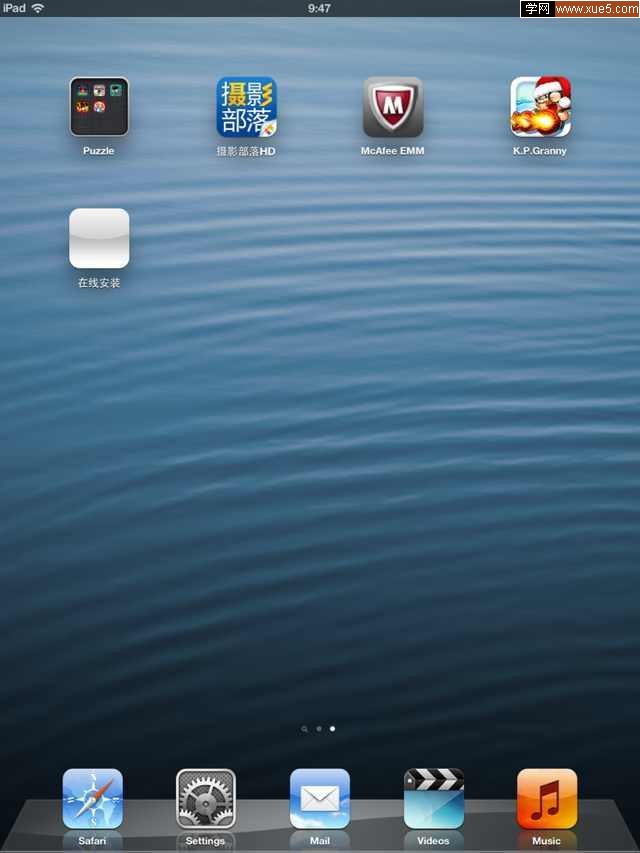 iPad
9:47
学网 www.xue5.com
摄影
部落
M
Puzzle
摄影部落HD
McAfee EMM
K.P.Granny
在线安装
Safari
Settings
Mail
Videos
Music